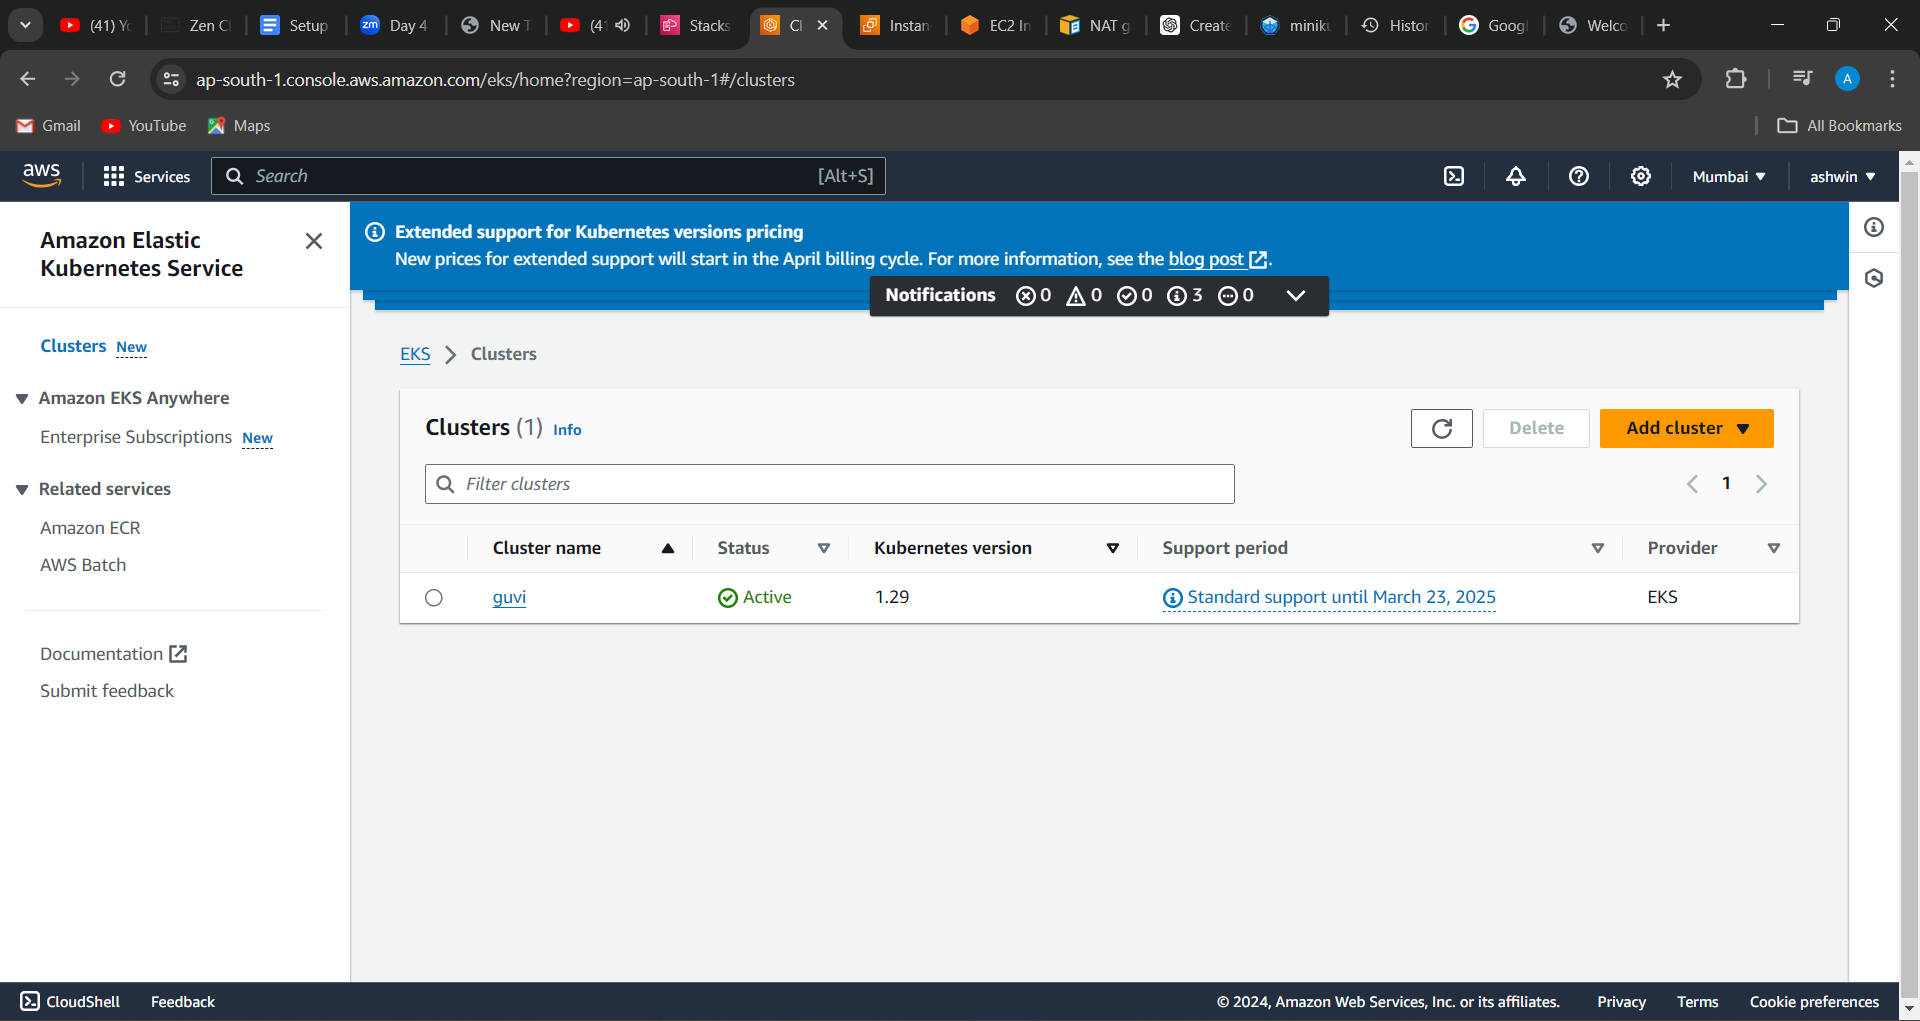 (41) Y
Zen C
Setup
zm Day 4
New T
(41
Stacks
Cl
Instan
EC2 In
NAT g
Create
minik
Histor
Googl
Welco
ap-south-1.console.aws.amazon.com/eks/home?region=ap-south-1#/clusters
A
Gmail
YouTube
Maps
All Bookmarks
aws
Services
Search
[Alt+S]
Mumbai
ashwin
Amazon Elastic
Kubernetes Service
Clusters New
Amazon EKS Anywhere
Enterprise Subscriptions New
Related services
Amazon ECR
AWS Batch
Documentation
Submit feedback
Extended support for Kubernetes versions pricing
New prices for extended support will start in the April billing cycle. For more information, see the blog post.
Notifications 0 0 0 3 0
EKS Clusters
Clusters (1) Info
Delete
Add cluster
Filter clusters
1
Cluster name Status Kubernetes version Support period Provider
guvi Active 1.29 Standard support until March 23, 2025 EKS
CloudShell
Feedback
© 2024, Amazon Web Services, Inc. or its affiliates.
Privacy
Terms
Cookie preferences